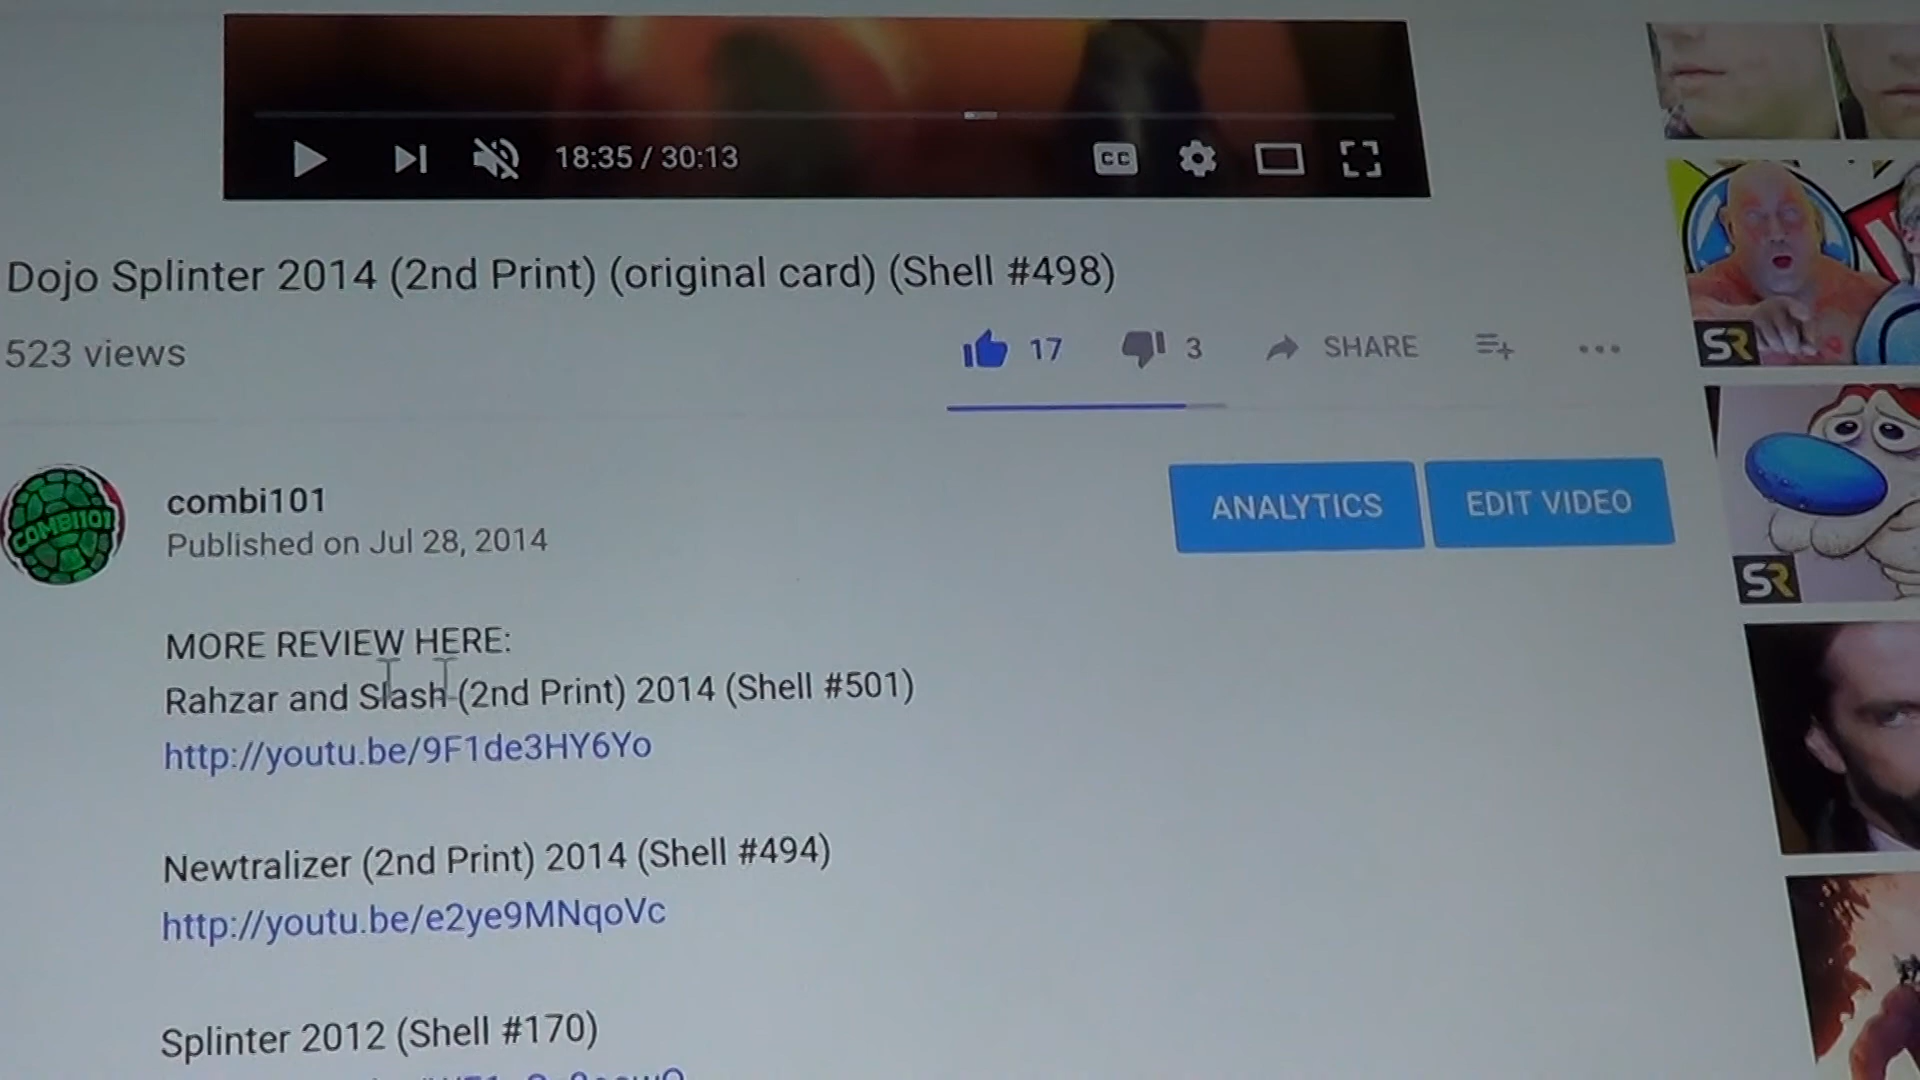 CC
18:35 / 30:13
Dojo Splinter 2014 (2nd Print) (original card) (Shell #498)
523 views
17
3
SHARE
SR
COMBI101
combi101
Published on Jul 28, 2014
ANALYTICS
EDIT VIDEO
SR
MORE REVIEW HERE:
Rahzar and Slash (2nd Print) 2014 (Shell #501)
http://youtu.be/9F1de3HY6Yo
Newtralizer (2nd Print) 2014 (Shell #494)
http://youtu.be/e2ye9MNqoVc
Splinter 2012 (Shell #170)